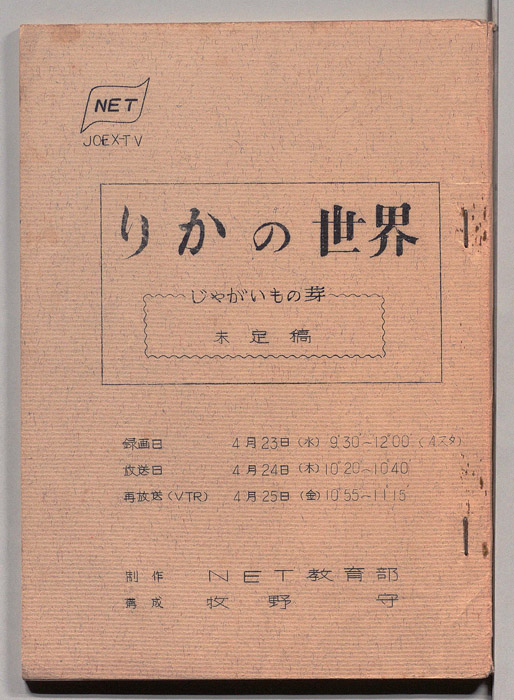 NET
JOEX-TV
りかの世界
じゃがいもの芽
未定稿
録画日 4月23日(水) 9°30'~12°00'(4スタ)
放送日 4月24日(木) 10°20'~10°40'
再放送(VTR) 4月25日(金) 10°55'~11°15'
制作 NET教育部
構成 牧野 守